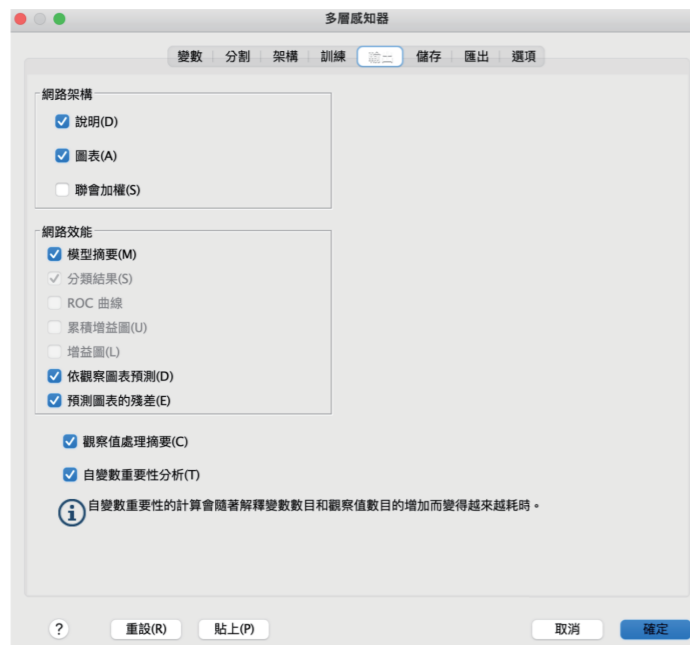 多層感知器
變數 分割 架構 訓練 輸出 儲存 匯出 選項
網路架構
說明(D)
圖表(A)
聯會加權(S)
網路效能
模型摘要(M)
分類結果(S)
ROC 曲線
累積增益圖(U)
增益圖(L)
依觀察圖表預測(D)
預測圖表的殘差(E)
觀察值處理摘要(C)
自變數重要性分析(T)
自變數重要性的計算會隨著解釋變數數目和觀察值數目的增加而變得越來越耗時。
? 重設(R) 貼上(P) 取消 確定